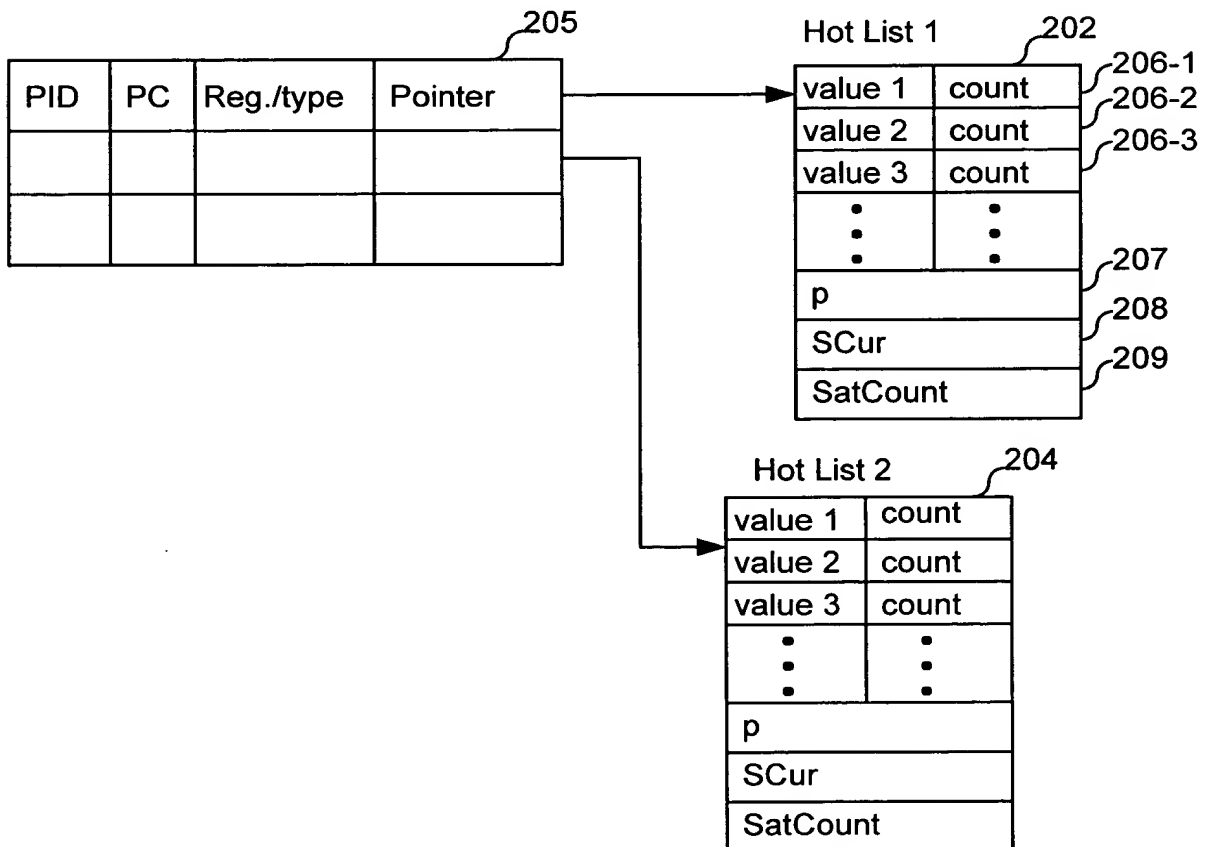 205
PID PC Reg./type Pointer
Hot List 1
202
value 1 count
206-1
value 2 count
206-2
value 3 count
206-3
p
207
SCur
208
SatCount
209
Hot List 2
204
value 1 count
value 2 count
value 3 count
p
SCur
SatCount